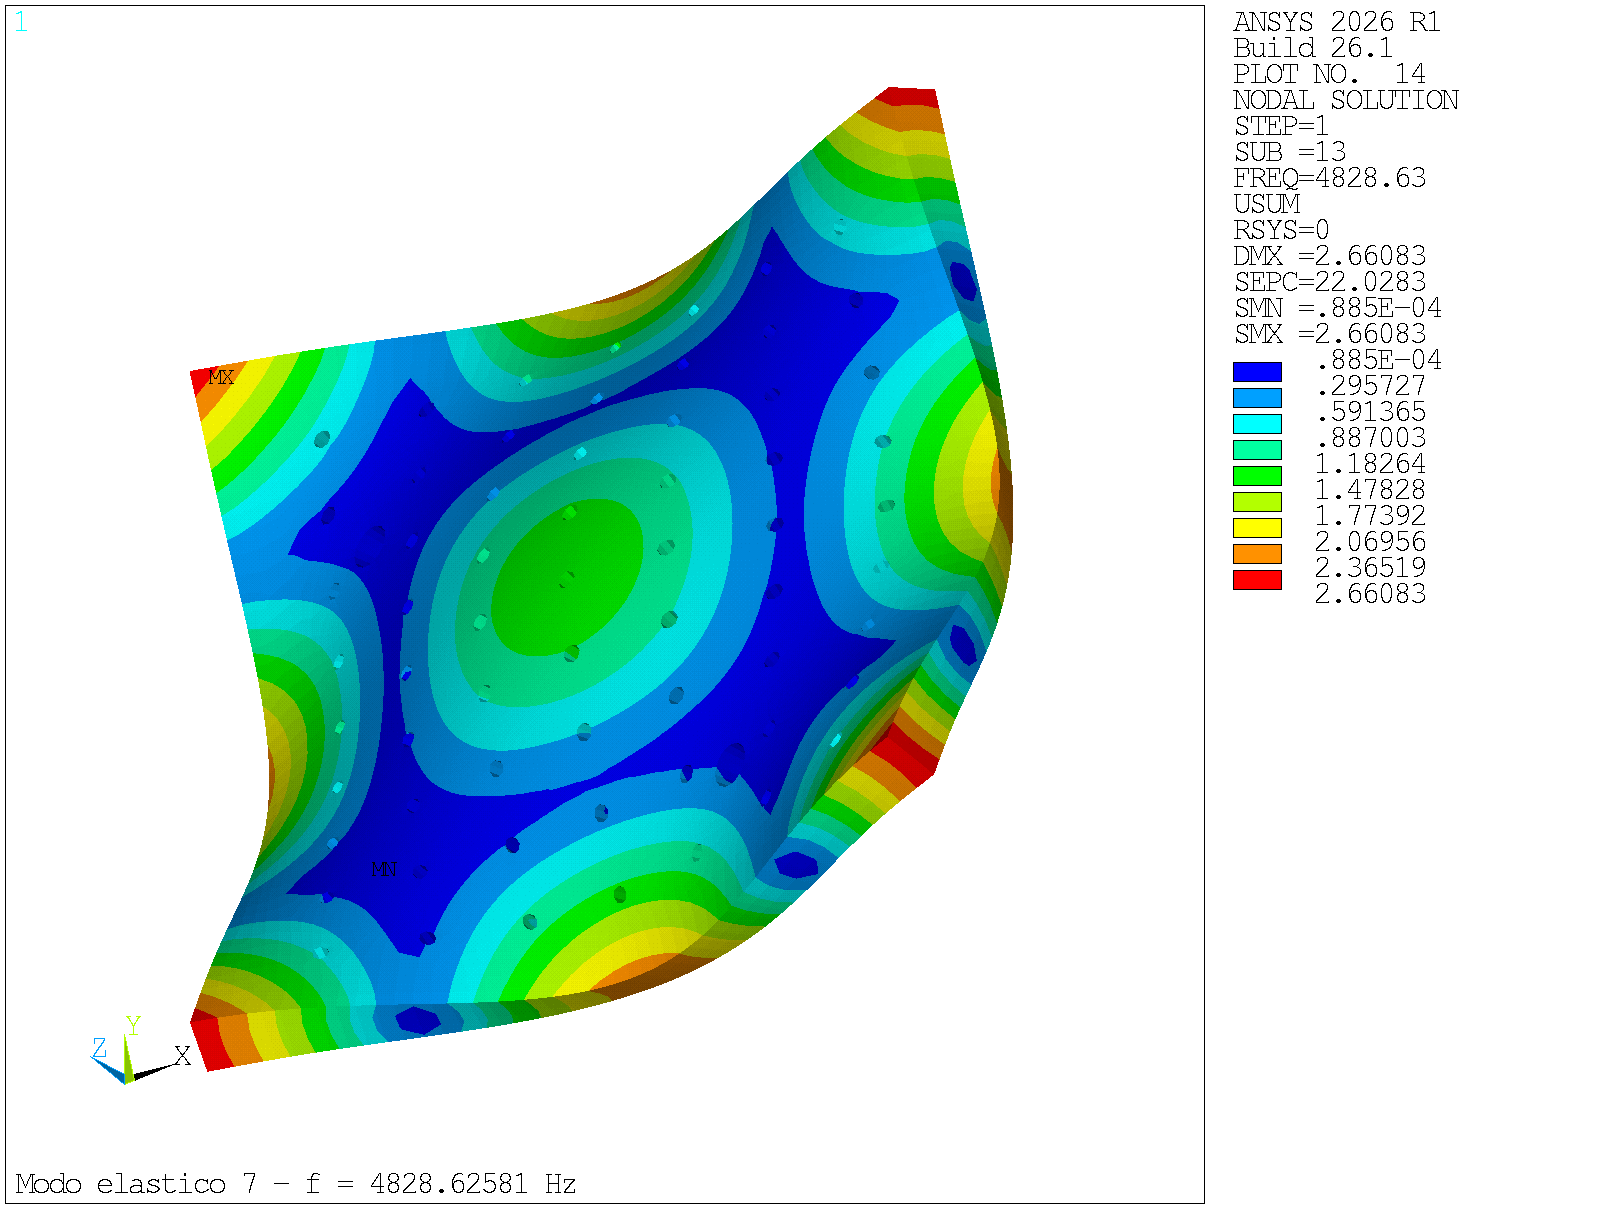 1
ANSYS 2026 R1
Build 26.1
PLOT NO.  14
NODAL SOLUTION
STEP=1
SUB =13
FREQ=4828.63
USUM
RSYS=0
DMX =2.66083
SEPC=22.0283
SMN =.885E-04
SMX =2.66083
.885E-04
.295727
.591365
.887003
1.18264
1.47828
1.77392
2.06956
2.36519
2.66083
MX
MN
Y
Z
X
Modo elastico 7 - f = 4828.62581 Hz